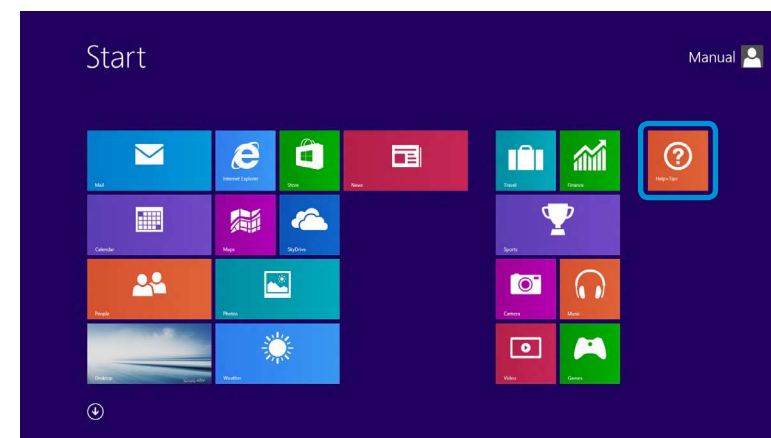 Start
Manual
Mail
Internet Explorer
Store
News
Travel
Finance
Help+Tips
Calendar
Maps
SkyDrive
Sports
People
Photos
Camera
Music
Desktop
Weather
Video
Games